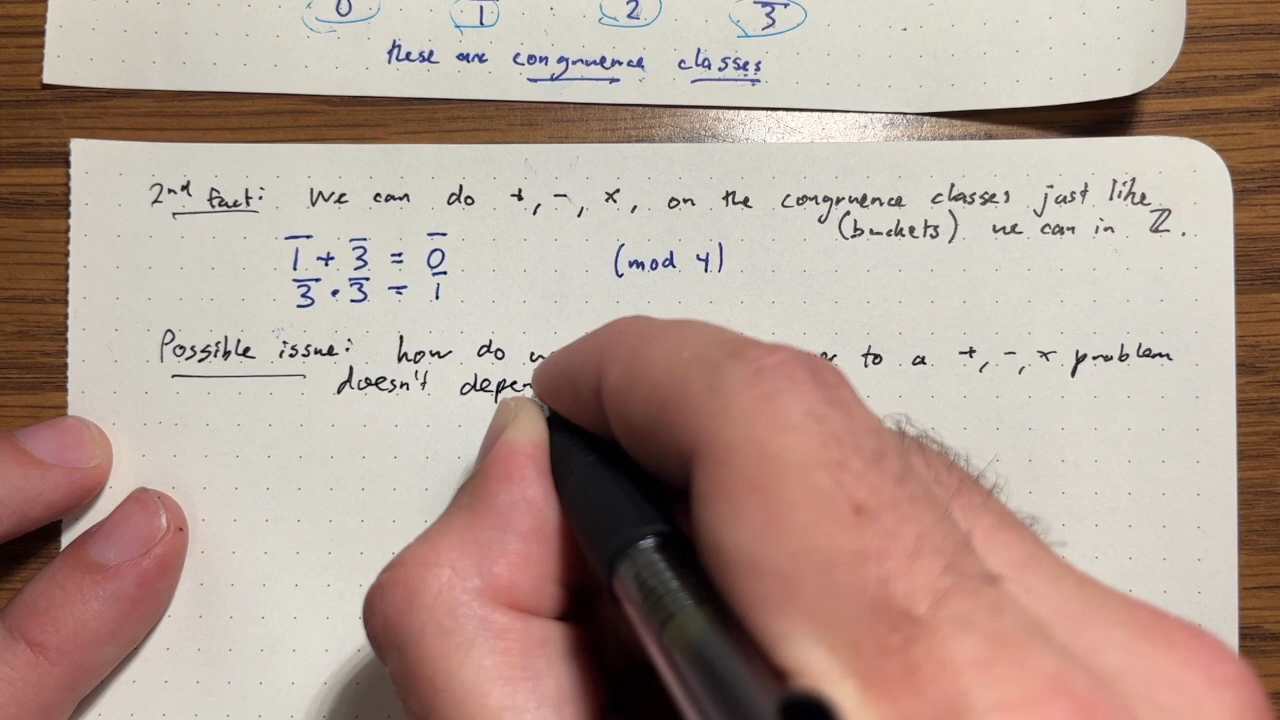 0 1 2 3
these are congruence classes
2nd fact: We can do +, -, x, on the congruence classes just like
(buckets) we can in ℤ.
1̅ + 3̅ = 0̅ (mod 4)
3̅ · 3̅ = 1̅
Possible issue: how do to a +, -, x problem
doesn't depen